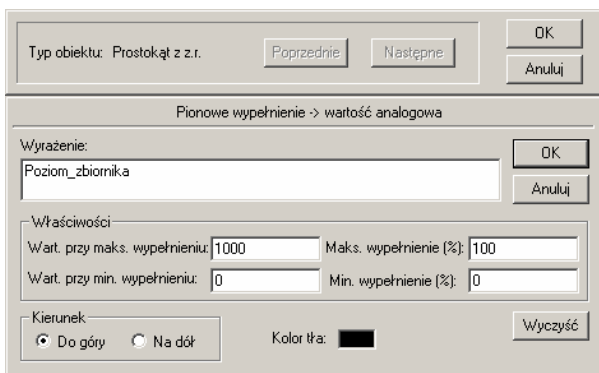 Typ obiektu: Prostokąt z z.r. Poprzednie Następne OK
Anuluj
Pionowe wypełnienie -> wartość analogowa
Wyrażenie:
Poziom_zbiornika
OK
Anuluj
Właściwości
Wart. przy maks. wypełnieniu: 1000 Maks. wypełnienie (%): 100
Wart. przy min. wypełnieniu: 0 Min. wypełnienie (%): 0
Kierunek
Do góry Na dół Kolor tła: Wyczyść